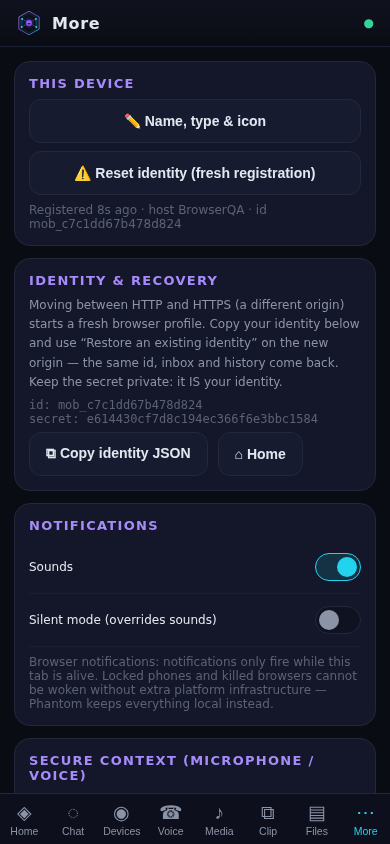 More
THIS DEVICE
✏️ Name, type & icon
⚠️ Reset identity (fresh registration)
Registered 8s ago · host BrowserQA · id
mob_c7c1dd67b478d824
IDENTITY & RECOVERY
Moving between HTTP and HTTPS (a different origin)
starts a fresh browser profile. Copy your identity below
and use “Restore an existing identity” on the new
origin — the same id, inbox and history come back.
Keep the secret private: it IS your identity.
id: mob_c7c1dd67b478d824
secret: e614430cf7d8c194ec366f6e3bbc1584
⧉ Copy identity JSON
⌂ Home
NOTIFICATIONS
Sounds
Silent mode (overrides sounds)
Browser notifications: notifications only fire while this
tab is alive. Locked phones and killed browsers cannot
be woken without extra platform infrastructure —
Phantom keeps everything local instead.
SECURE CONTEXT (MICROPHONE /
VOICE)
Home Chat Devices Voice Media Clip Files More